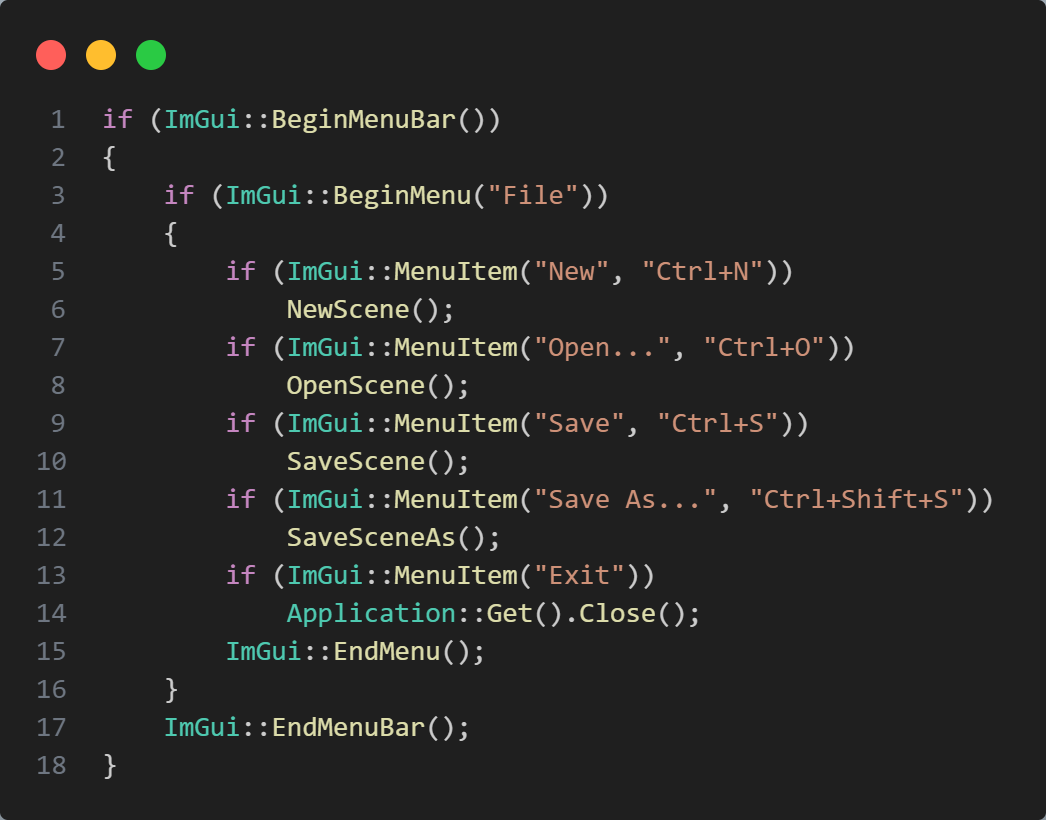 1 if (ImGui::BeginMenuBar())
2 {
3     if (ImGui::BeginMenu("File"))
4     {
5         if (ImGui::MenuItem("New", "Ctrl+N"))
6             NewScene();
7         if (ImGui::MenuItem("Open...", "Ctrl+O"))
8             OpenScene();
9         if (ImGui::MenuItem("Save", "Ctrl+S"))
10             SaveScene();
11         if (ImGui::MenuItem("Save As...", "Ctrl+Shift+S"))
12             SaveSceneAs();
13         if (ImGui::MenuItem("Exit"))
14             Application::Get().Close();
15         ImGui::EndMenu();
16     }
17     ImGui::EndMenuBar();
18 }